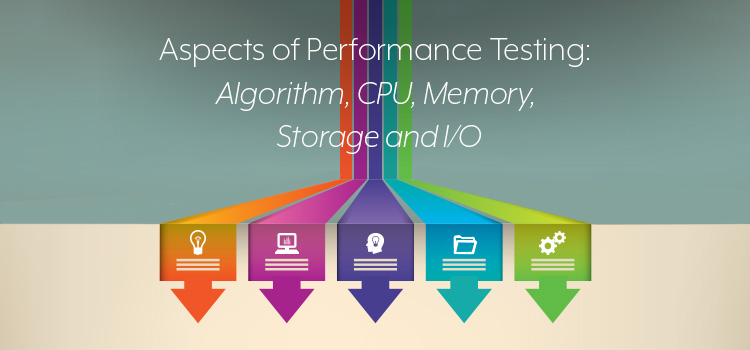 Aspects of Performance Testing:
Algorithm, CPU, Memory,
Storage and I/O